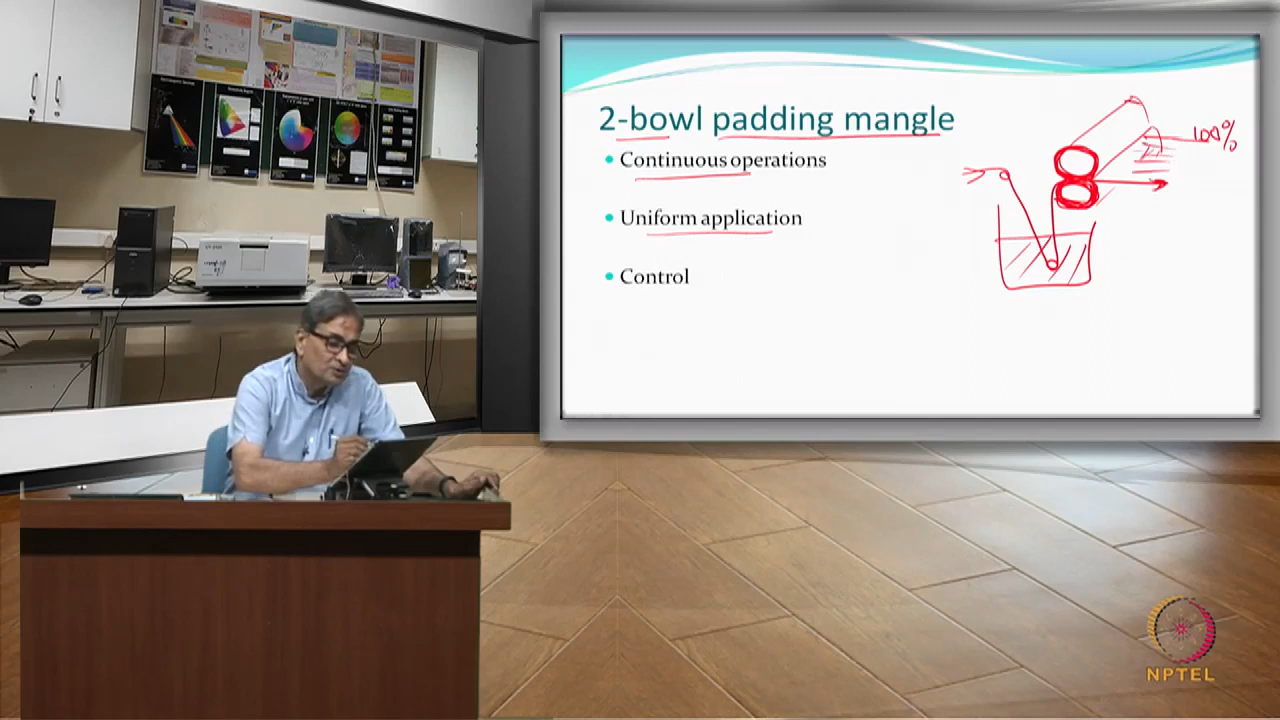 2-bowl padding mangle
• Continuous operations
• Uniform application
• Control
100%
NPTEL